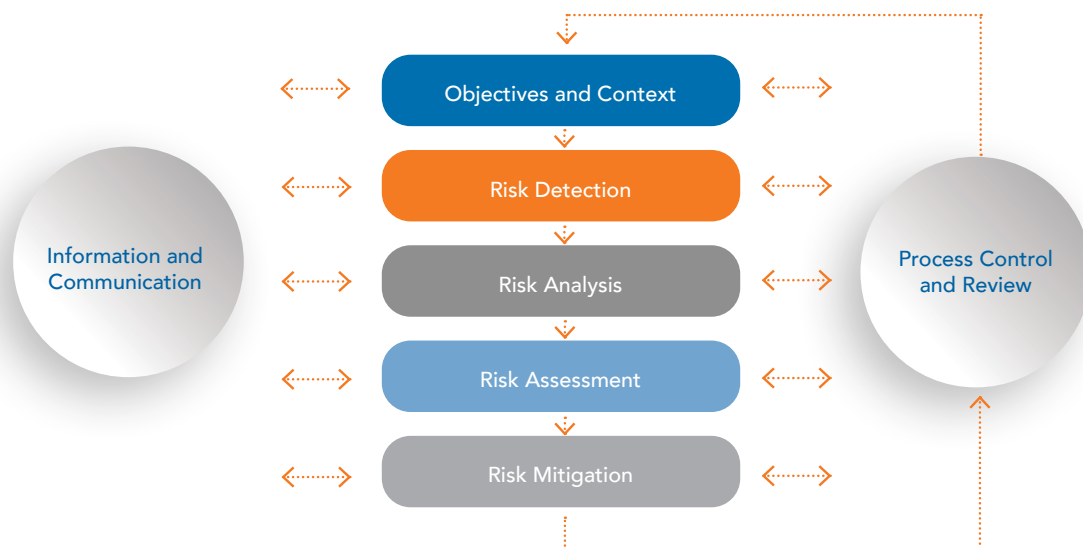 Objectives and Context
Risk Detection
Information and
Communication
Risk Analysis
Process Control
and Review
Risk Assessment
Risk Mitigation